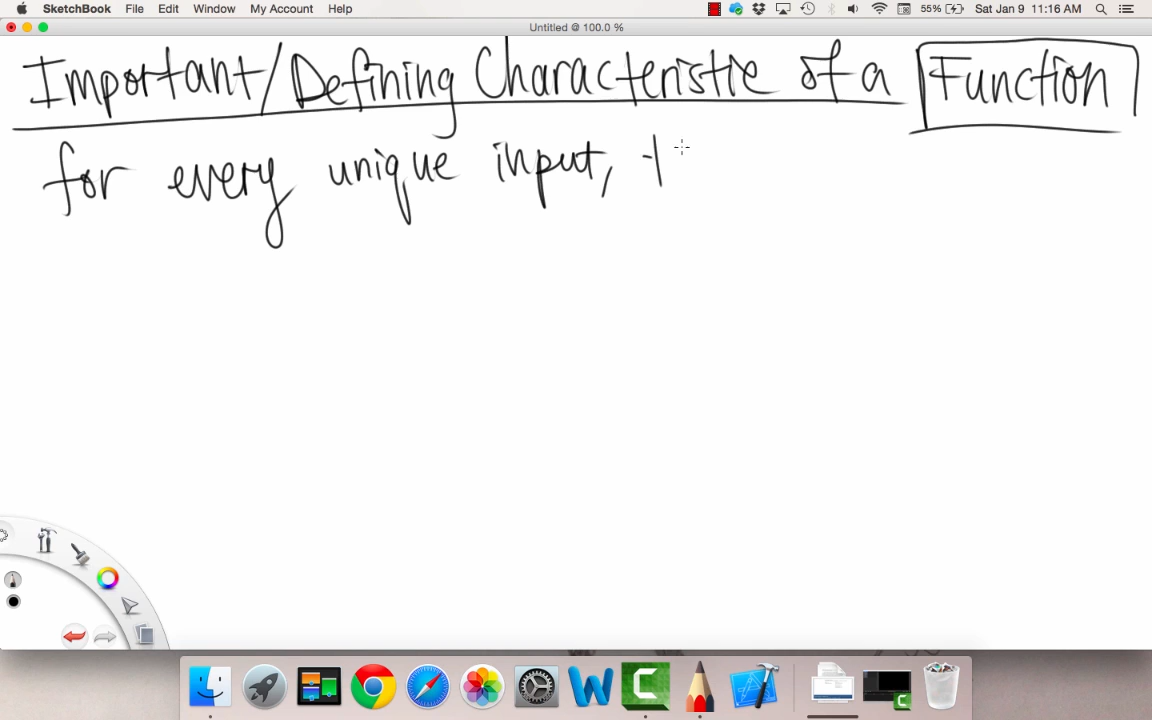 SketchBook File Edit Window My Account Help 55% Sat Jan 9 11:16 AM
Untitled @ 100.0 %
Important/Defining Characteristic of a Function
for every unique input, t